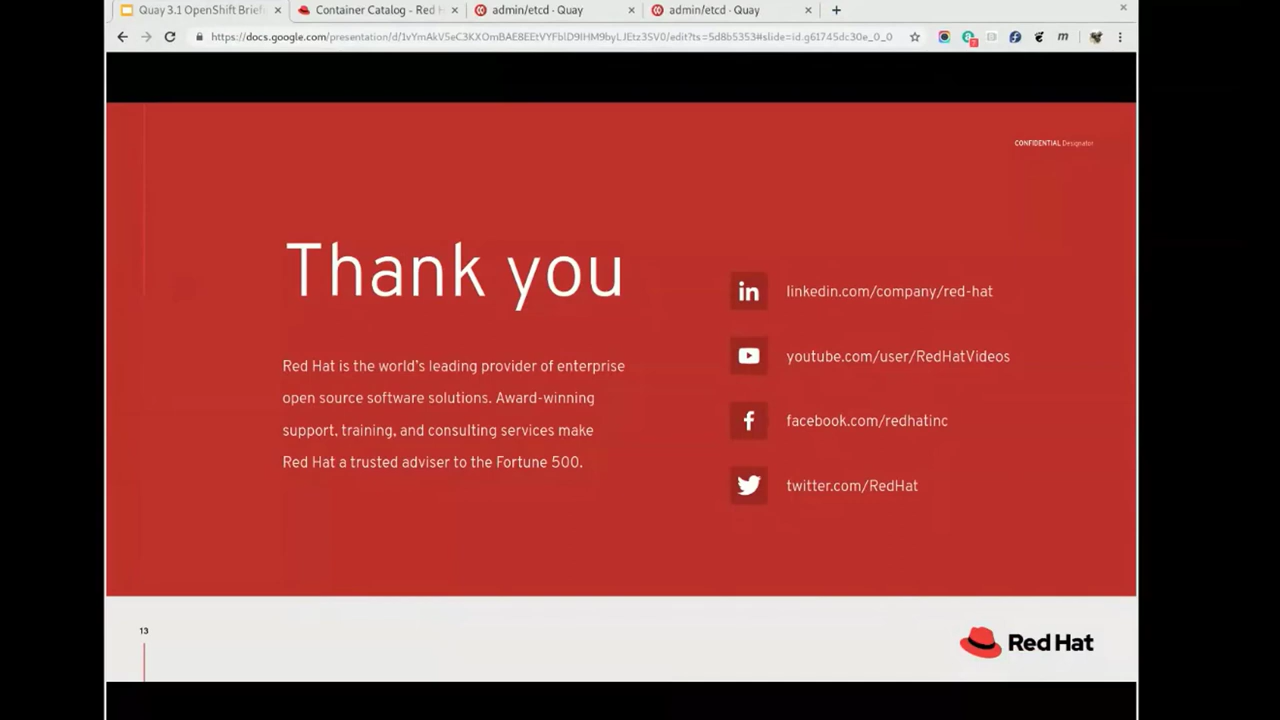 Quay 3.1 OpenShift Brief
Container Catalog - Red H
admin/etcd · Quay
admin/etcd · Quay
CONFIDENTIAL Designator
Thank you
Red Hat is the world's leading provider of enterprise
open source software solutions. Award-winning
support, training, and consulting services make
Red Hat a trusted adviser to the Fortune 500.
linkedin.com/company/red-hat
youtube.com/user/RedHatVideos
facebook.com/redhatinc
twitter.com/RedHat
13
Red Hat